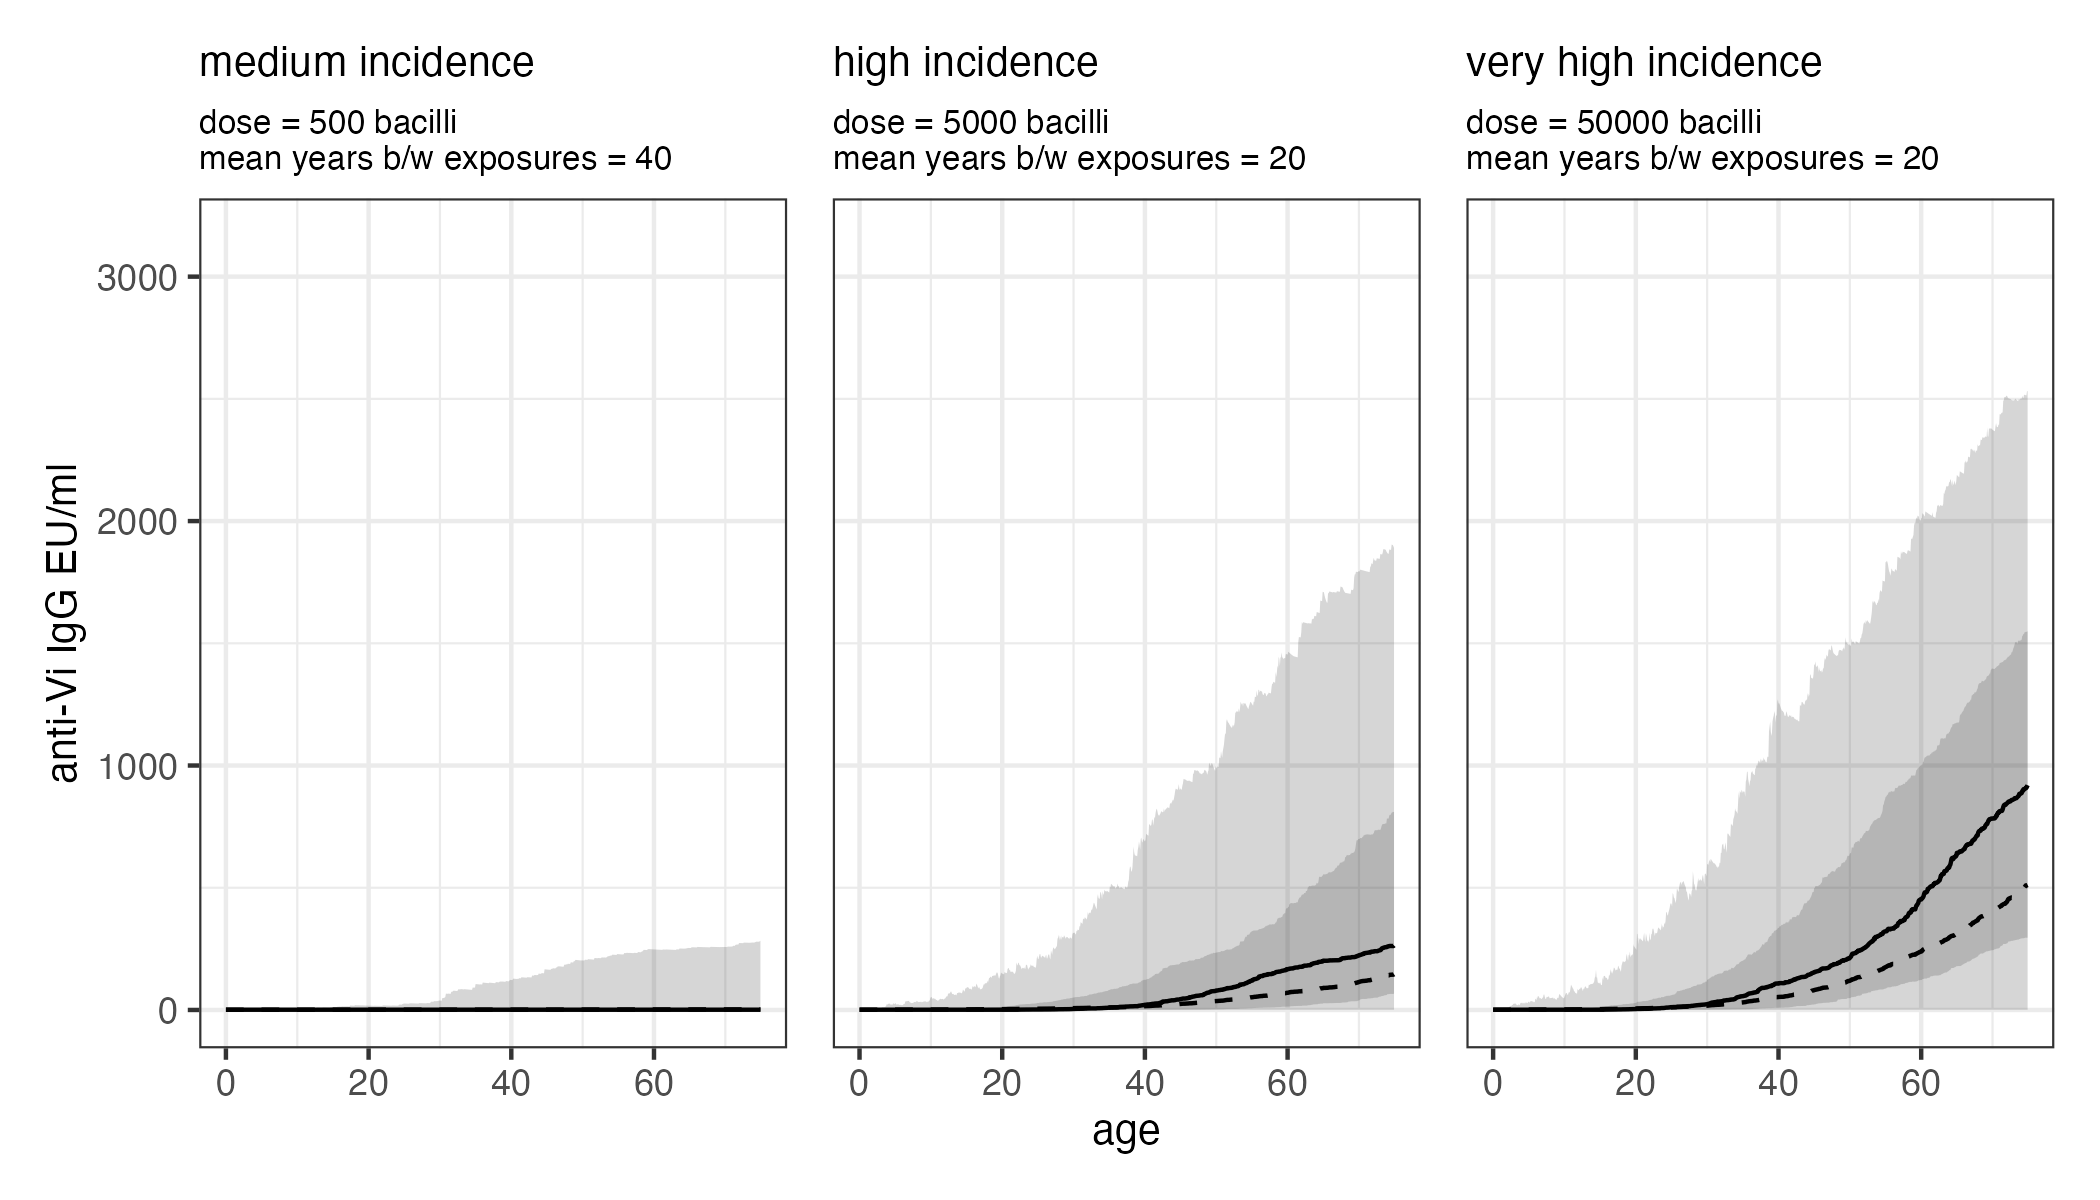 medium incidence
dose = 500 bacilli
mean years b/w exposures = 40
high incidence
dose = 5000 bacilli
mean years b/w exposures = 20
very high incidence
dose = 50000 bacilli
mean years b/w exposures = 20
anti-Vi IgG EU/ml
3000
2000
1000
0
0 20 40 60
0 20 40 60
0 20 40 60
age